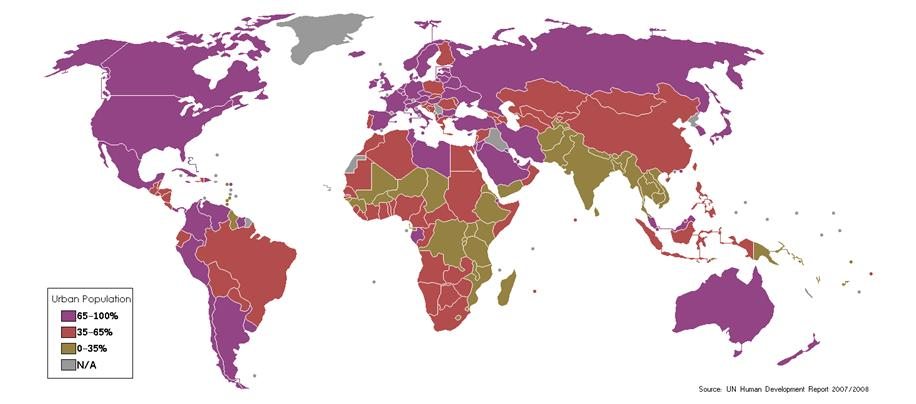 Urban Population
65-100%
35-65%
0-35%
N/A
Source: UN Human Development Report 2007/2008